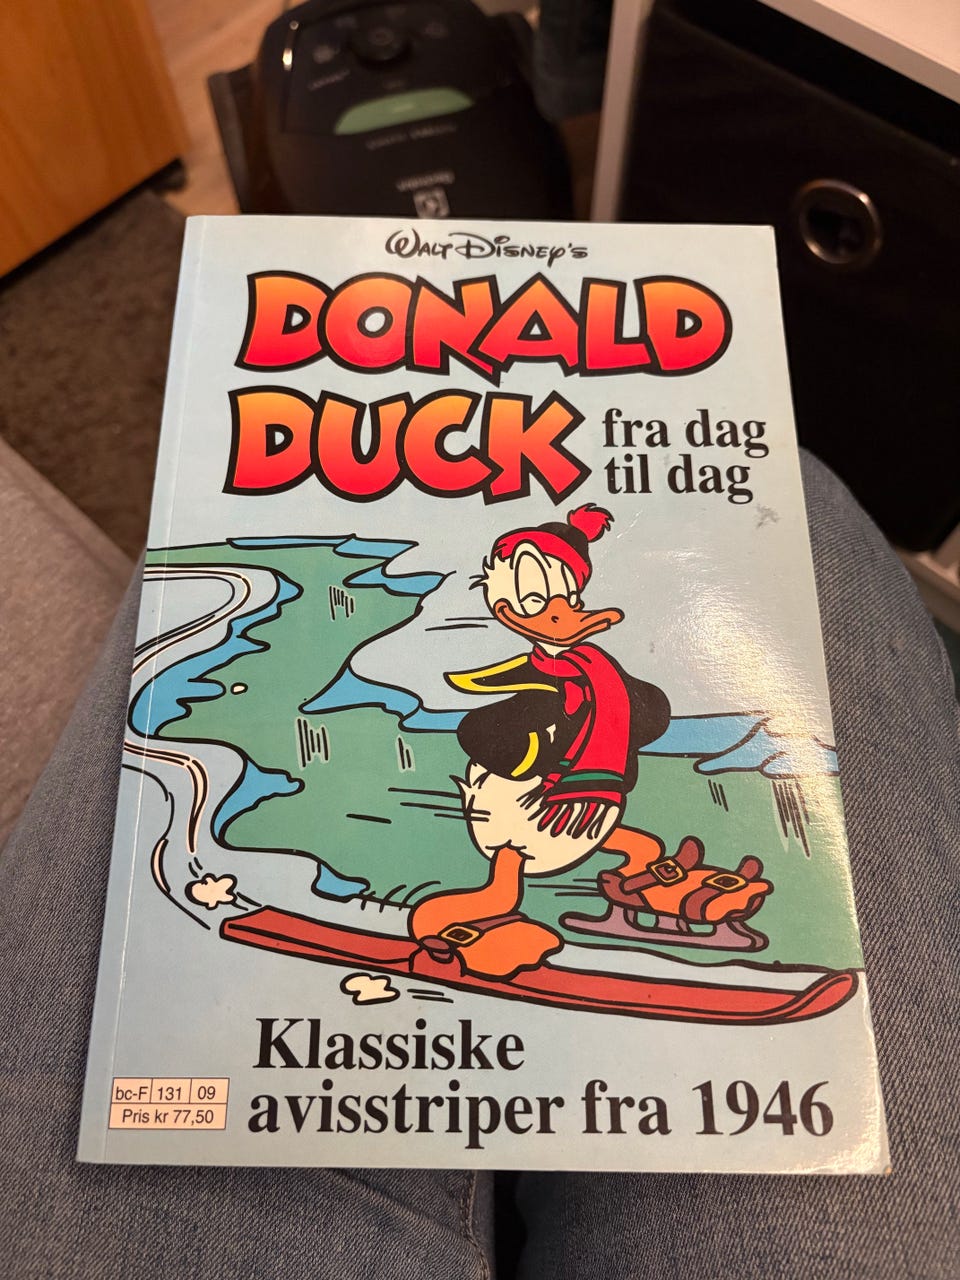 WALT DISNEY'S
DONALD
DUCK
fra dag
til dag
Klassiske
avisstriper fra 1946
bc-F 131 09
Pris kr 77,50